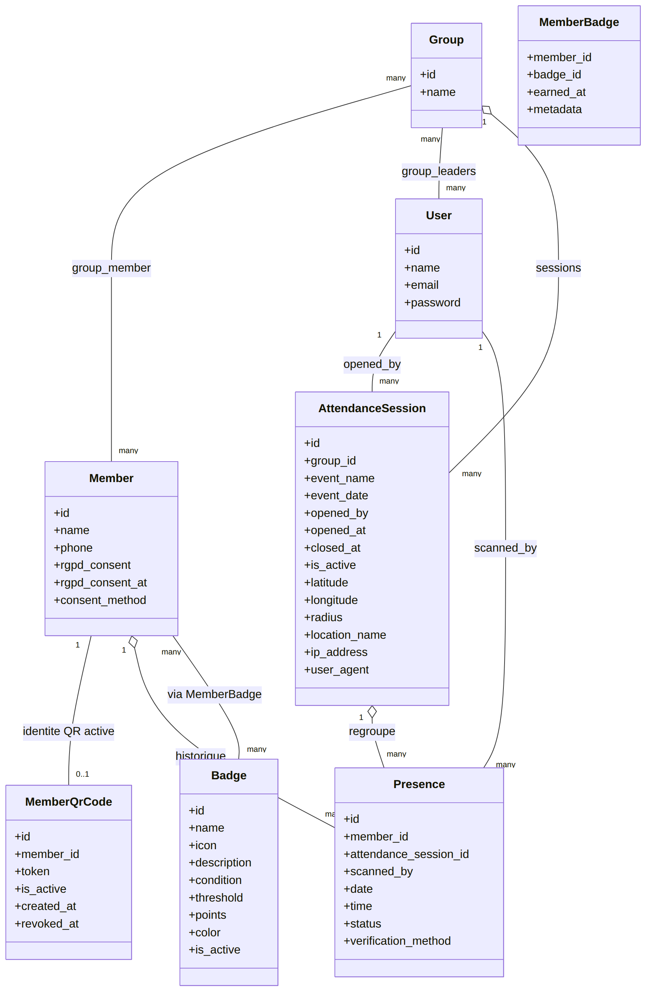 MemberBadge
+member_id
+badge_id
+earned_at
+metadata
Group
+id
+name
many
1
many
group_leaders
many
User
+id
+name
+email
+password
group_member
sessions
1
1
opened_by
many
AttendanceSession
+id
+group_id
+event_name
+event_date
+opened_by
+opened_at
+closed_at
+is_active
+latitude
+longitude
+radius
+location_name
+ip_address
+user_agent
many
many
Member
+id
+name
+phone
+rgpd_consent
+rgpd_consent_at
+consent_method
scanned_by
1
1
many
via MemberBadge
1
identite QR active
regroupe
historique
many
many
many
0..1
MemberQrCode
+id
+member_id
+token
+is_active
+created_at
+revoked_at
Badge
+id
+name
+icon
+description
+condition
+threshold
+points
+color
+is_active
Presence
+id
+member_id
+attendance_session_id
+scanned_by
+date
+time
+status
+verification_method